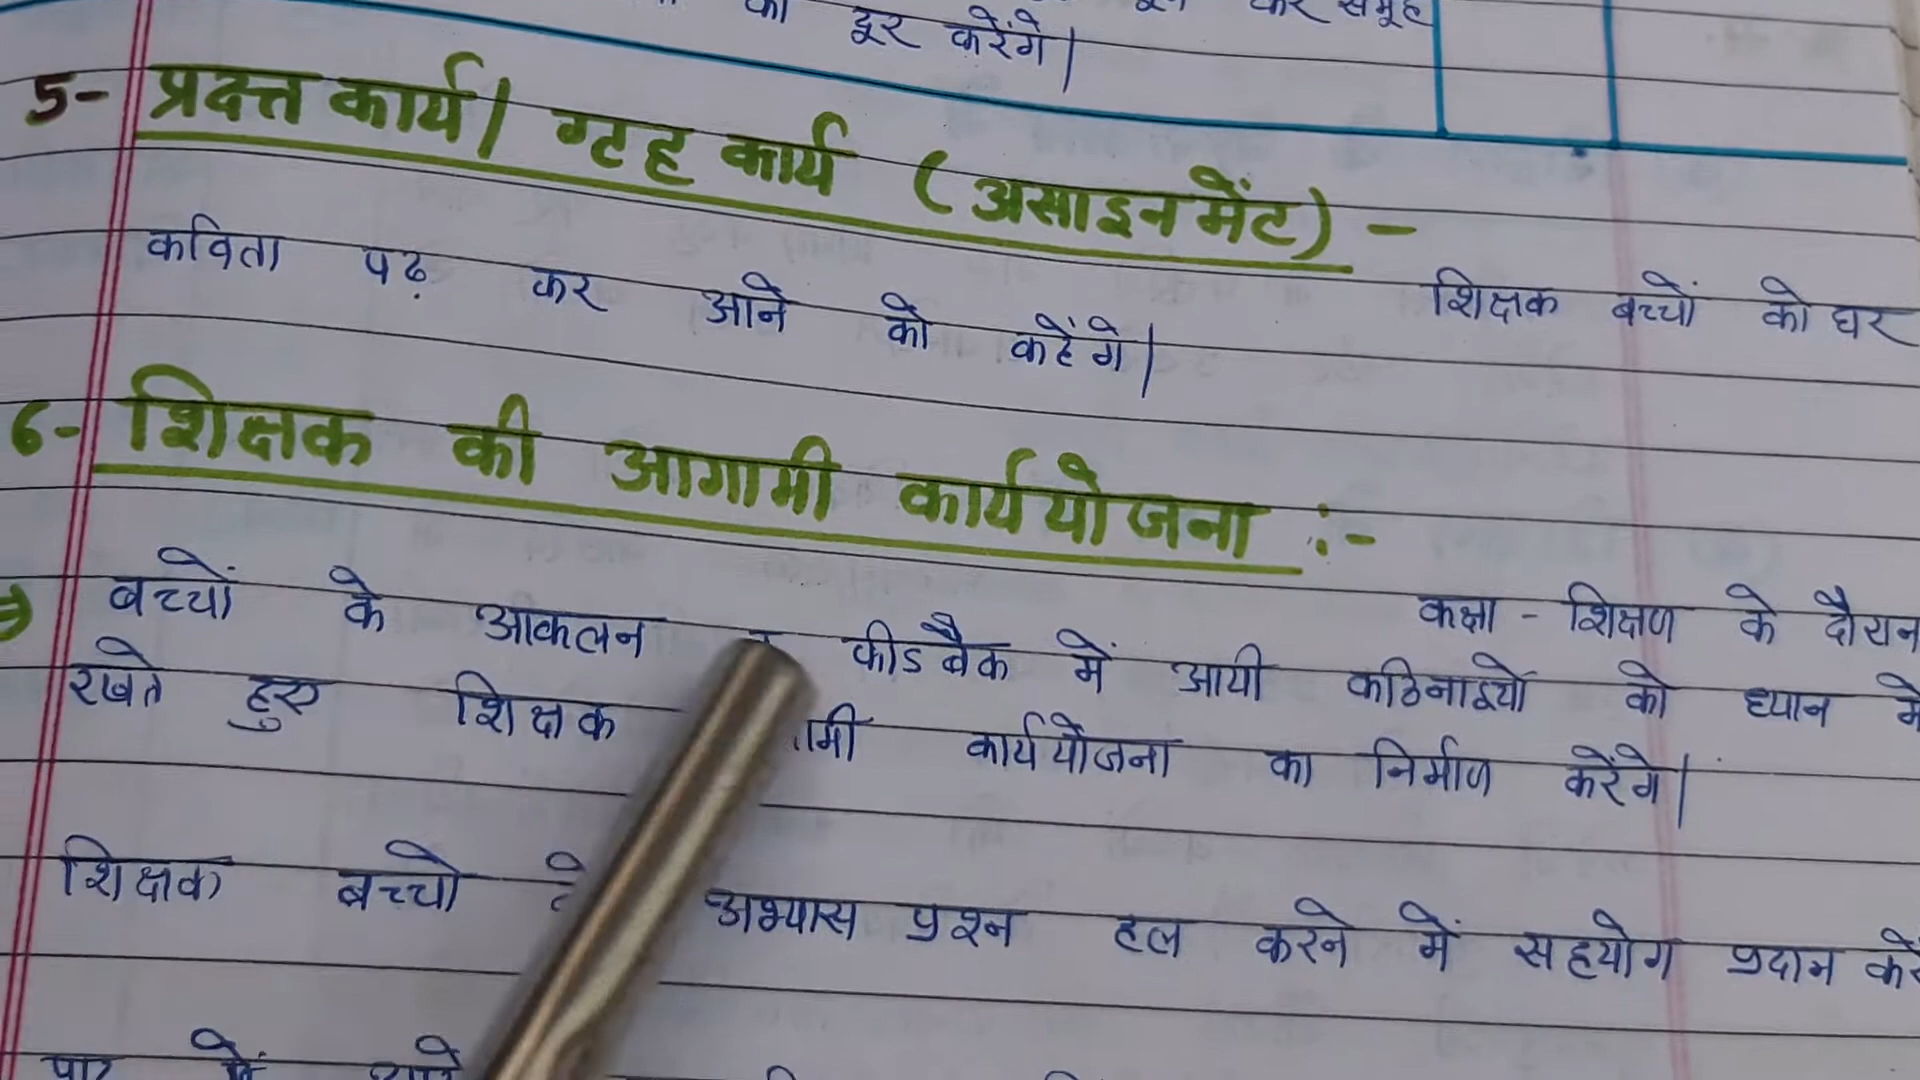 को दूर करेंगे।
कर समूह
5- प्रदत्त कार्य। गृह कार्य (असाइनमेंट) -
शिक्षक बच्चों को घर
कविता पढ़ कर आने को कहेंगे।
6- शिक्षक की आगामी कार्ययोजना :-
कक्षा - शिक्षण के दौरान
बच्चों के आकलन फीडबैक में आयी कठिनाइयों को ध्यान में
रखते हुए शिक्षक कार्ययोजना का निर्माण करेंगे।
शिक्षक बच्चो अभ्यास प्रश्न हल करने में सहयोग प्रदान
में